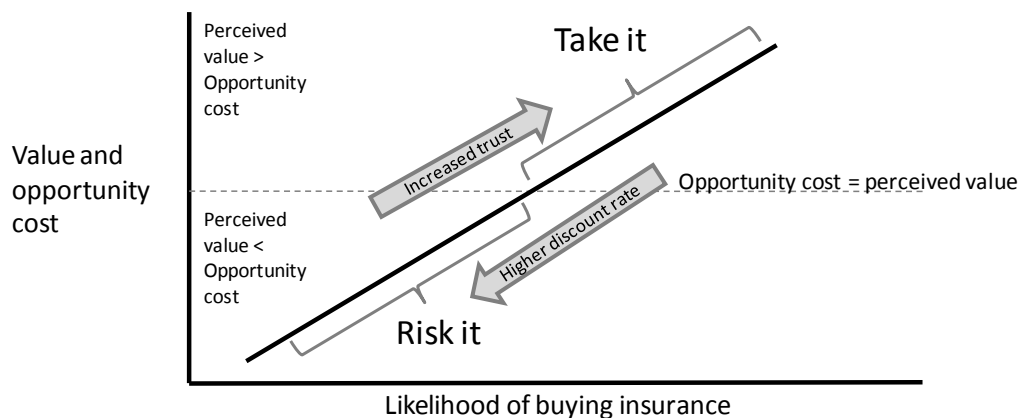 Perceived
value >
Opportunity
cost
Take it
Increased trust
Value and
opportunity
cost
Opportunity cost = perceived value
Perceived
value <
Opportunity
cost
Higher discount rate
Risk it
Likelihood of buying insurance